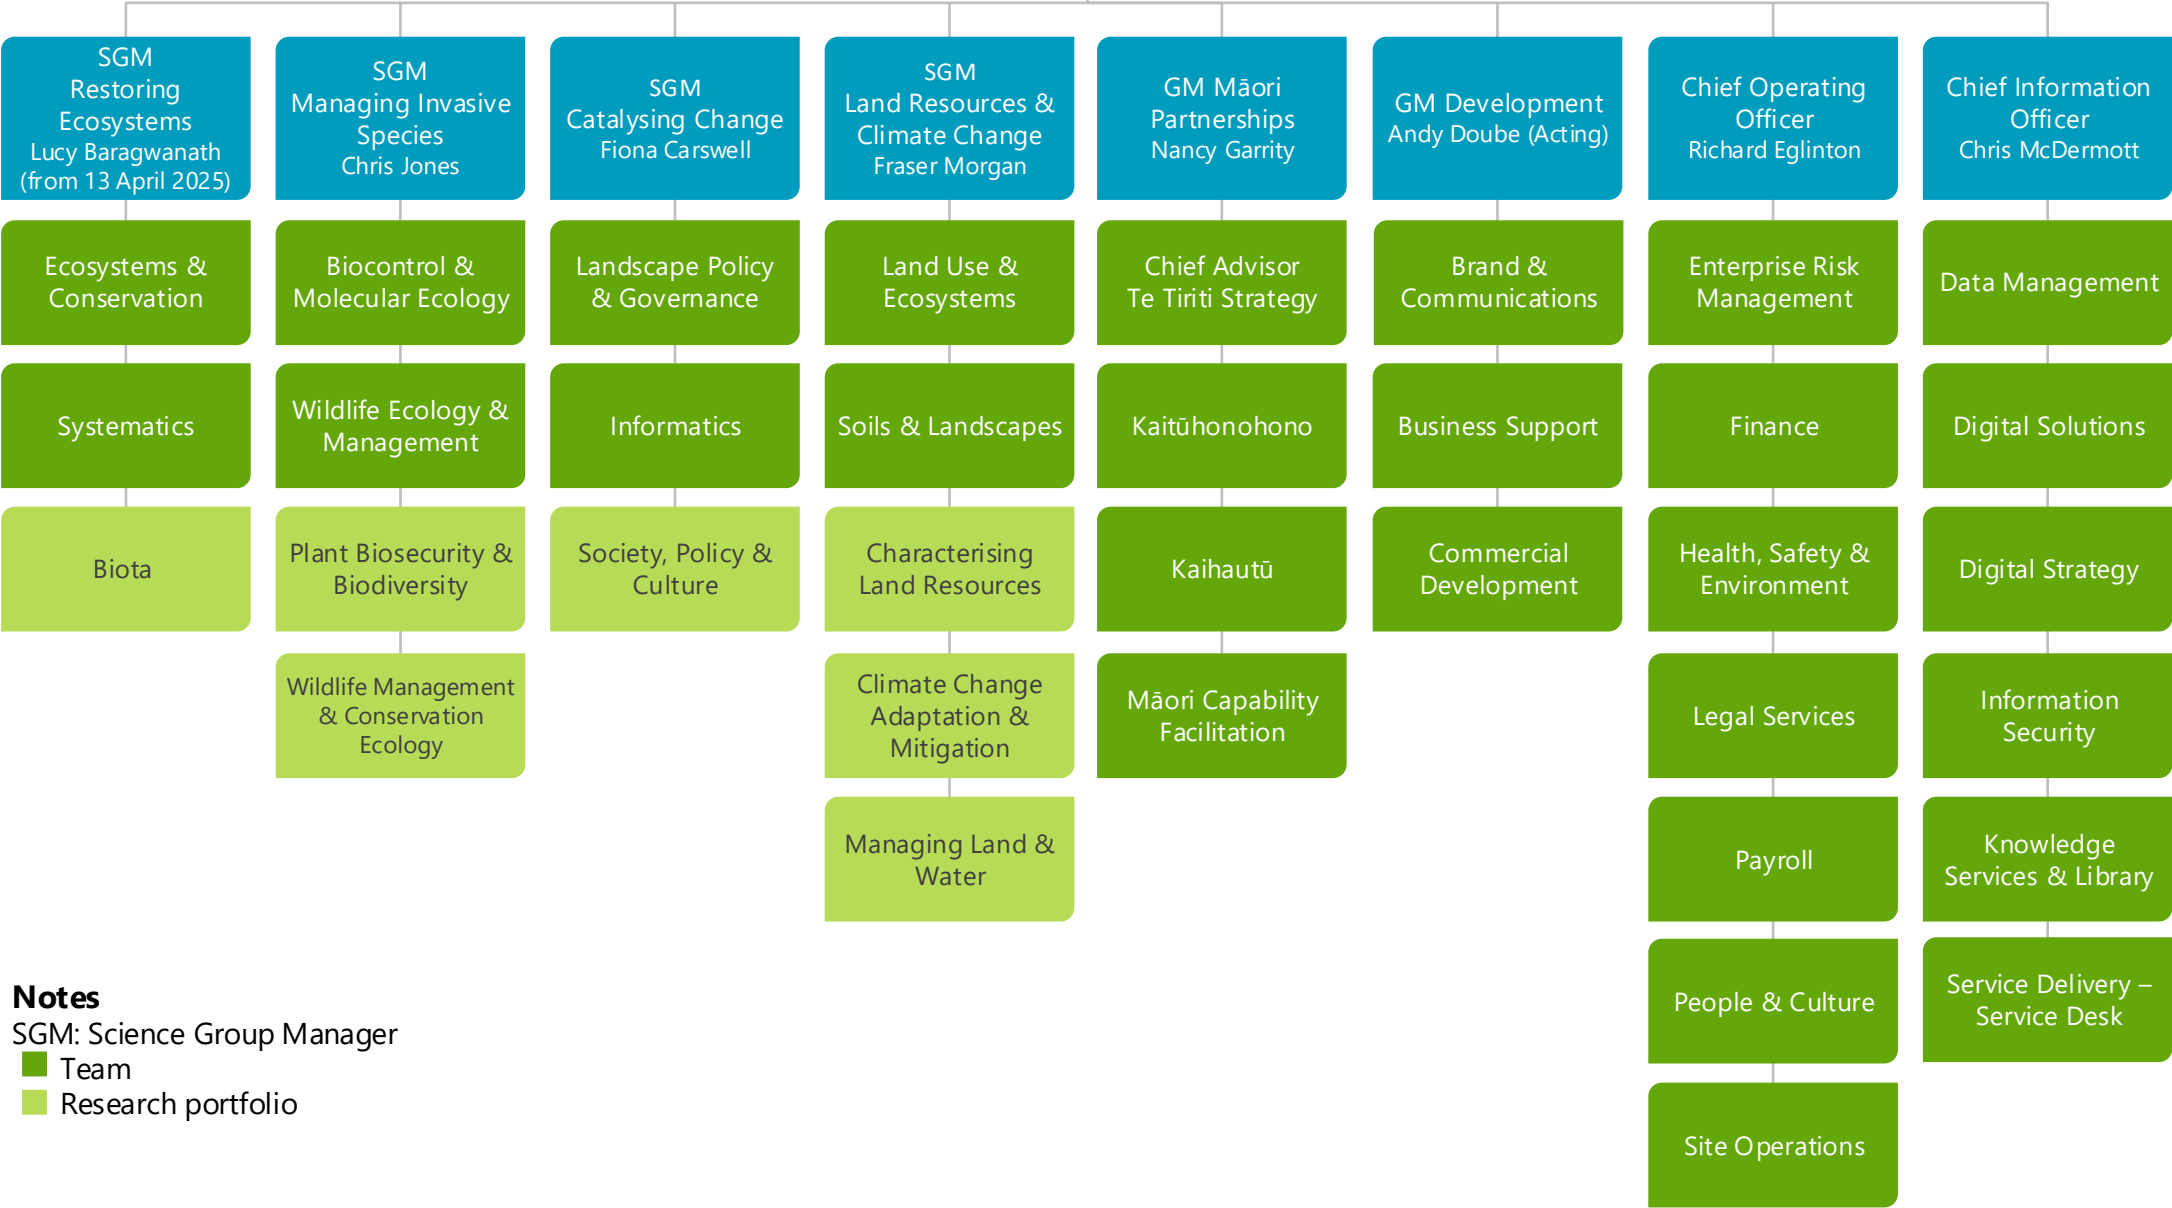 SGM
Restoring
Ecosystems
Lucy Baragwanath
(from 13 April 2025)
Ecosystems &
Conservation
Systematics
Biota
SGM
Managing Invasive
Species
Chris Jones
Biocontrol &
Molecular Ecology
Wildlife Ecology &
Management
Plant Biosecurity &
Biodiversity
Wildlife Management
& Conservation
Ecology
SGM
Catalysing Change
Fiona Carswell
Landscape Policy
& Governance
Informatics
Society, Policy &
Culture
SGM
Land Resources &
Climate Change
Fraser Morgan
Land Use &
Ecosystems
Soils & Landscapes
Characterising
Land Resources
Climate Change
Adaptation &
Mitigation
Managing Land &
Water
GM Māori
Partnerships
Nancy Garrity
Chief Advisor
Te Tiriti Strategy
Kaitūhonohono
Kaihautū
Māori Capability
Facilitation
GM Development
Andy Doube (Acting)
Brand &
Communications
Business Support
Commercial
Development
Chief Operating
Officer
Richard Eglinton
Enterprise Risk
Management
Finance
Health, Safety &
Environment
Legal Services
Payroll
People & Culture
Site Operations
Chief Information
Officer
Chris McDermott
Data Management
Digital Solutions
Digital Strategy
Information
Security
Knowledge
Services & Library
Service Delivery –
Service Desk
Notes
SGM: Science Group Manager
Team
Research portfolio